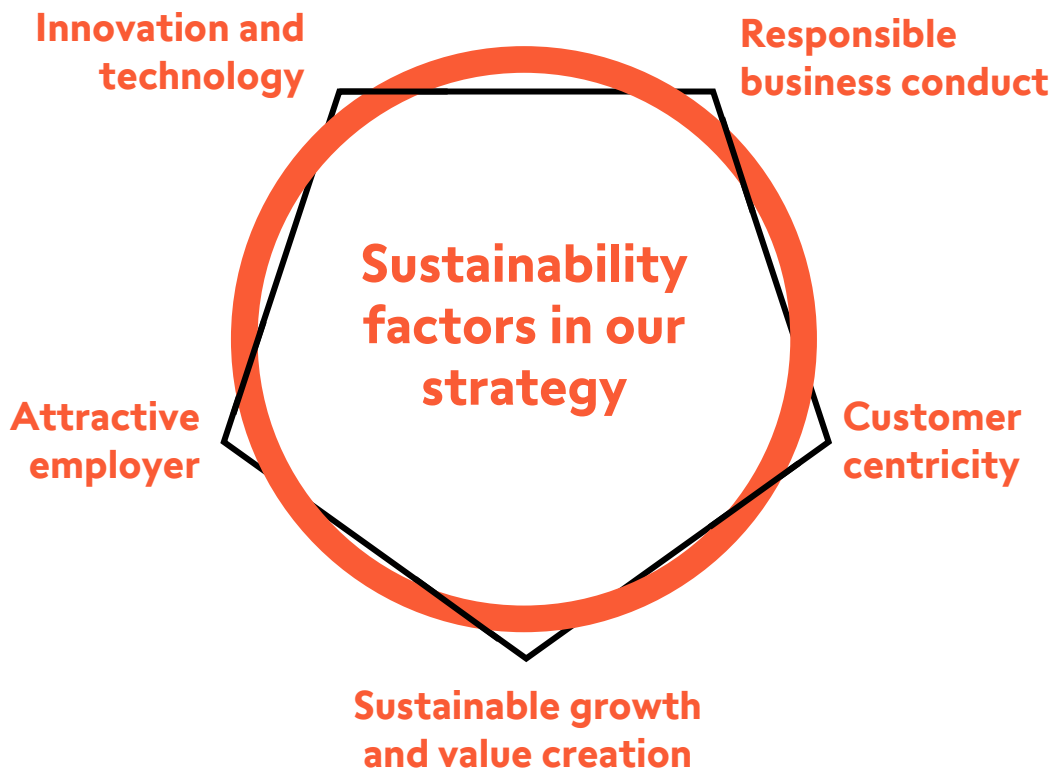 Innovation and
technology
Responsible
business conduct
Sustainability
factors in our
strategy
Attractive
employer
Customer
centricity
Sustainable growth
and value creation